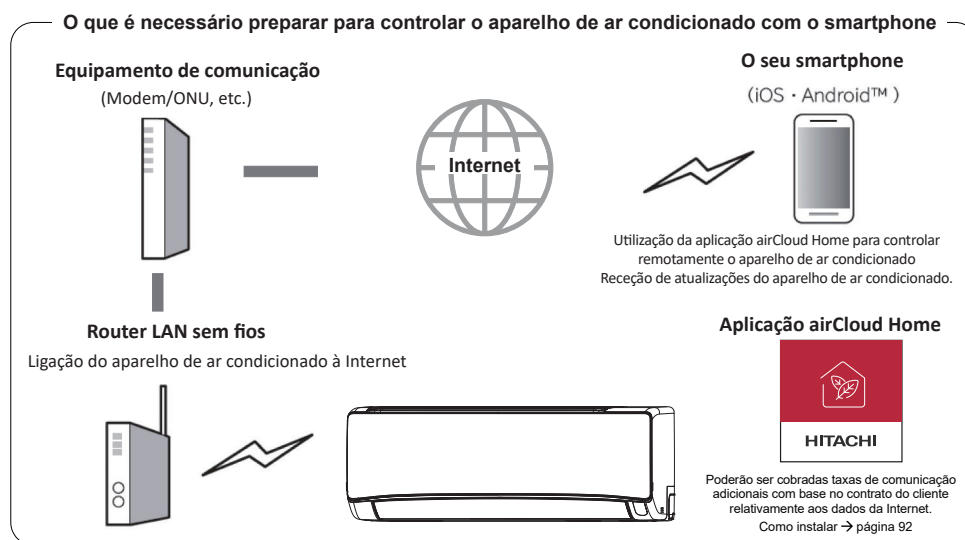 O que é necessário preparar para controlar o aparelho de ar condicionado com o smartphone
Equipamento de comunicação
(Modem/ONU, etc.)
Internet
O seu smartphone
(iOS・Android™)
Utilização da aplicação airCloud Home para controlar
remotamente o aparelho de ar condicionado
Receção de atualizações do aparelho de ar condicionado.
Router LAN sem fios
Ligação do aparelho de ar condicionado à Internet
Aplicação airCloud Home
HITACHI
Poderão ser cobradas taxas de comunicação
adicionais com base no contrato do cliente
relativamente aos dados da Internet.
Como instalar → página 92